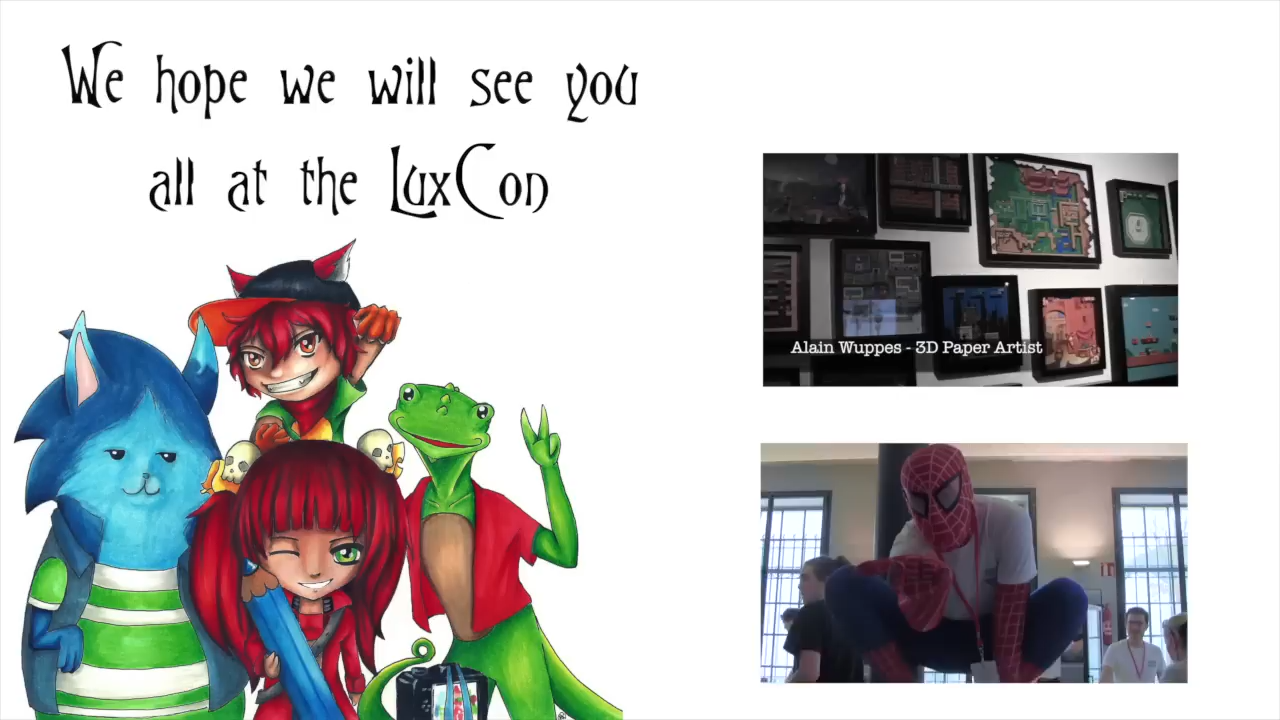 We hope we will see you
all at the LuxCon
Alain Wuppes - 3D Paper Artist